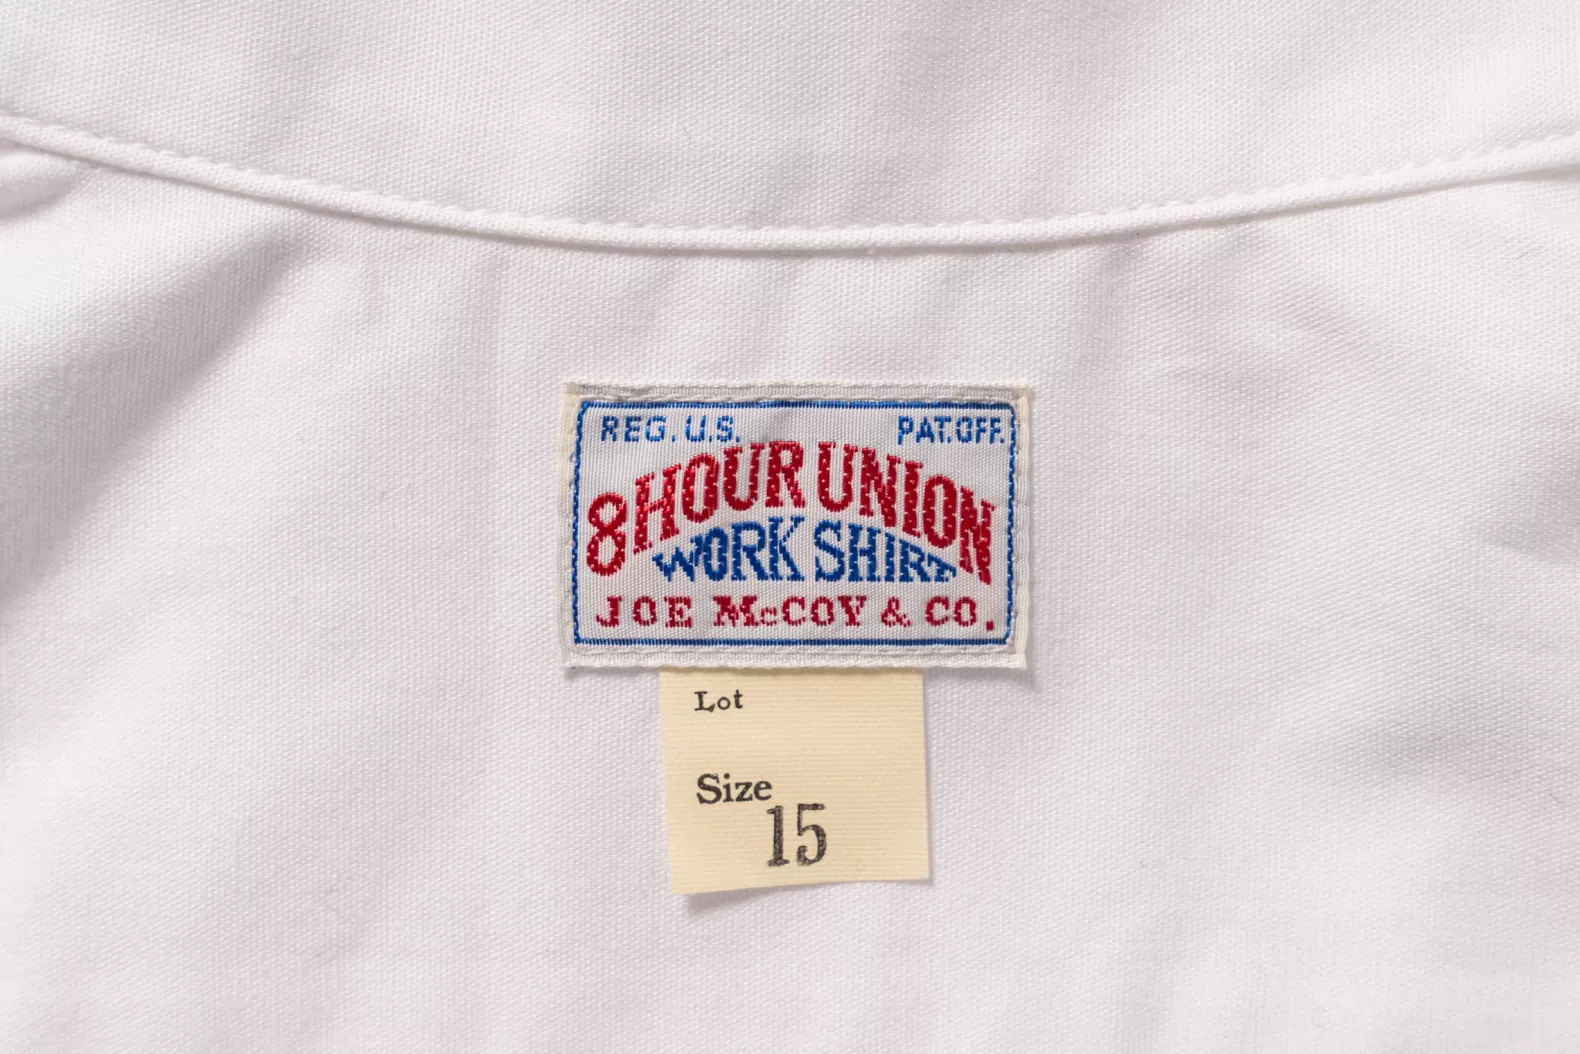 REG. U.S. PAT. OFF.
8 HOUR UNION
WORK SHIRT
JOE McCOY & CO.
Lot
Size
15